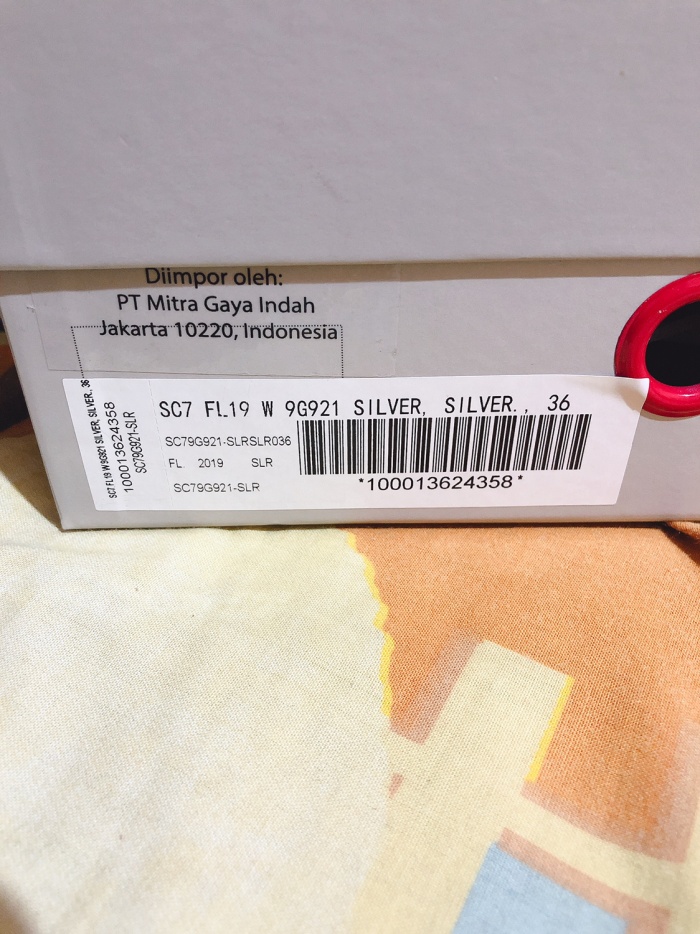 Diimpor oleh:
PT Mitra Gaya Indah
Jakarta 10220, Indonesia
SC7 FL19 W 9G921 SILVER, SILVER., 36
SC79G921-SLRSLR036
FL 2019 SLR
SC79G921-SLR
*100013624358*
SC7 FL19 W 9G921 SILVER, SILVER., 36
100013624358
SC79G921-SLR